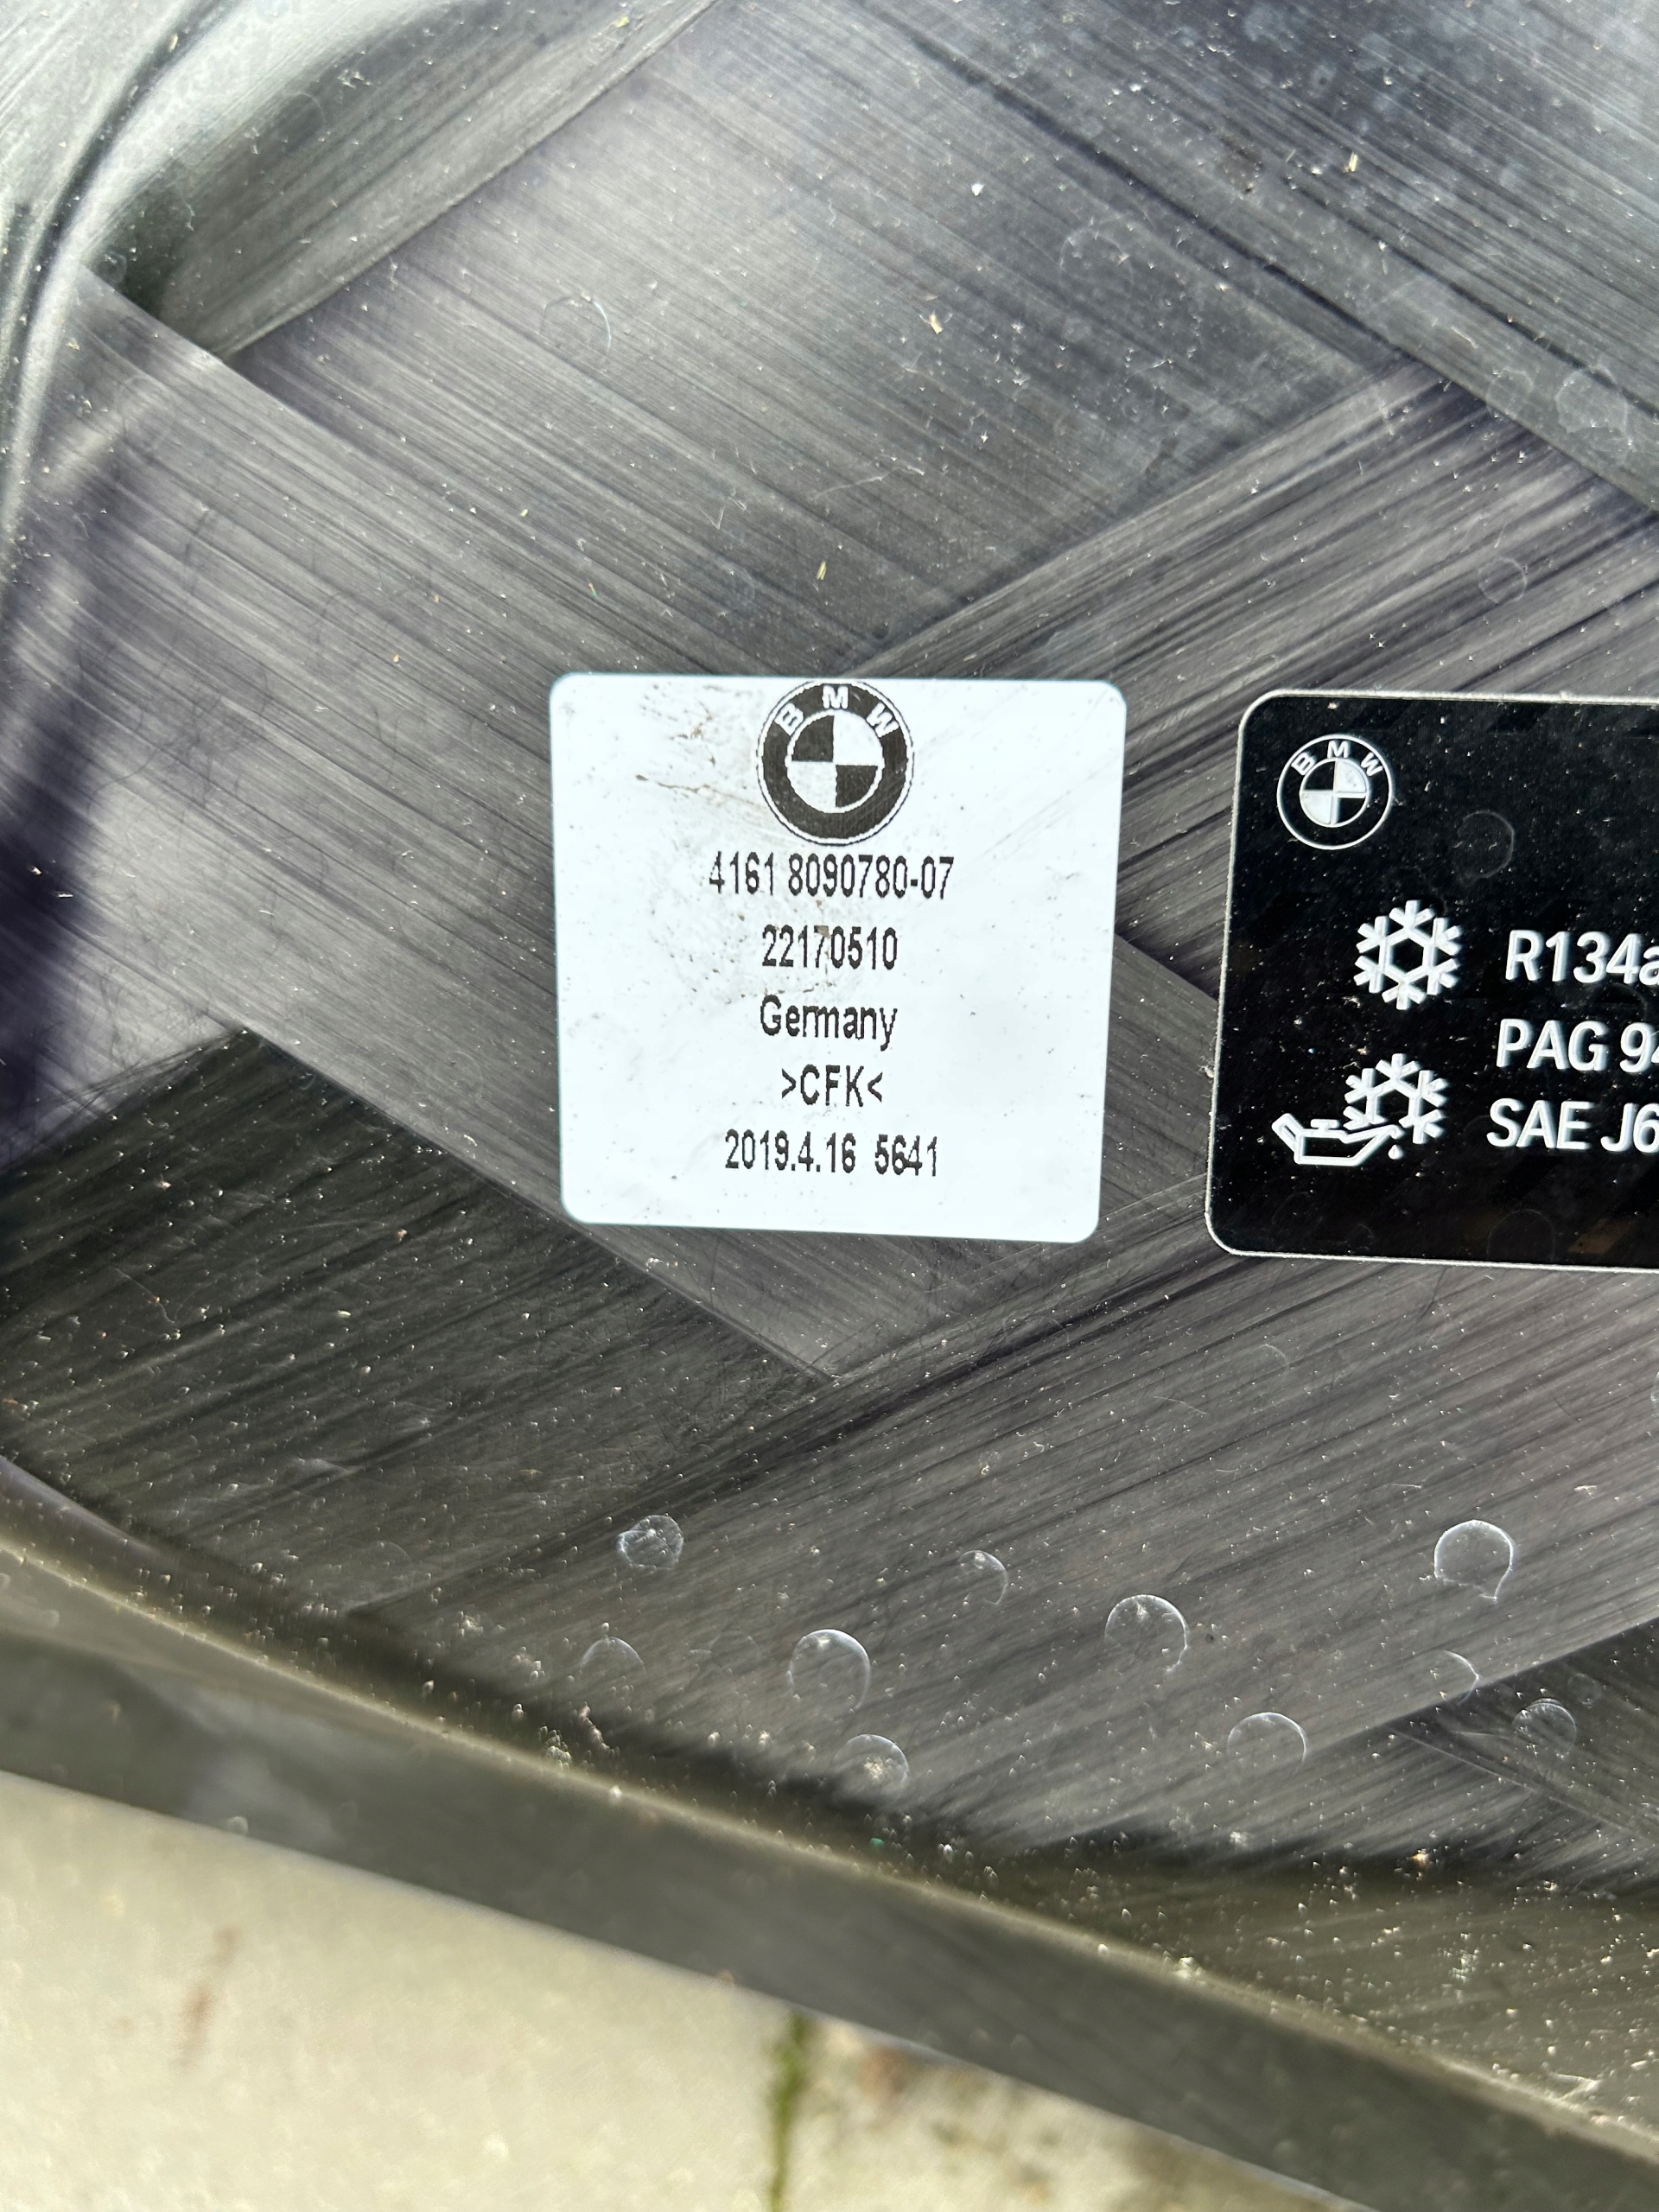 BMW
4161 8090780-07
22170510
Germany
>CFK<
2019.4.16 5641
BMW
R134a
PAG 94
SAE J6